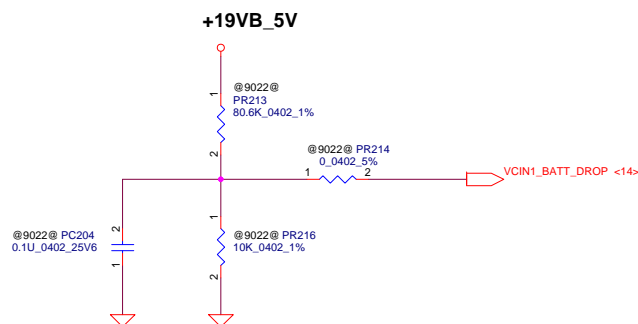 +19VB_5V
@9022@
1
PR213
80.6K_0402_1%
2
@9022@ PR214
0_0402_5%
1
2
VCIN1_BATT_DROP <14>
2
@9022@ PC204
0.1U_0402_25V6
1
1
@9022@ PR216
10K_0402_1%
2